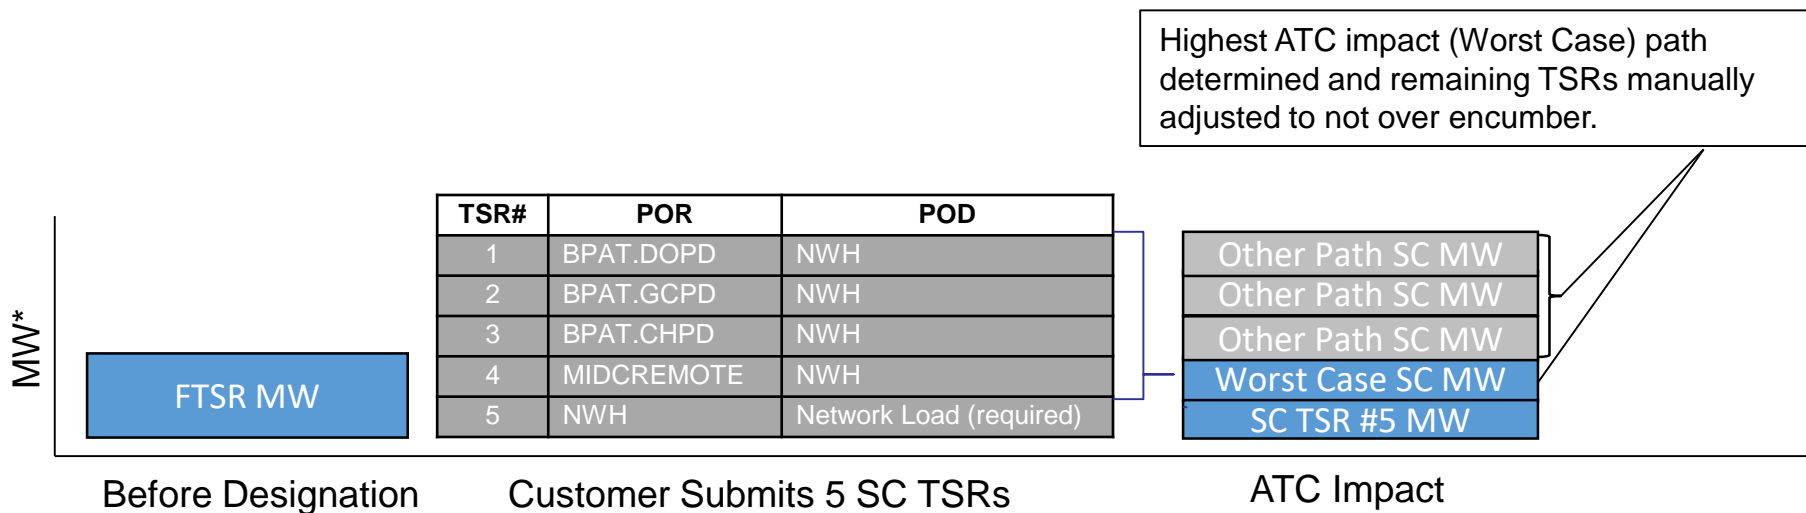 Highest ATC impact (Worst Case) path
determined and remaining TSRs manually
adjusted to not over encumber.
TSR# POR POD
1 BPAT.DOPD NWH
2 BPAT.GCPD NWH
3 BPAT.CHPD NWH
4 MIDCREMOTE NWH
5 NWH Network Load (required)
Other Path SC MW
Other Path SC MW
Other Path SC MW
Worst Case SC MW
SC TSR #5 MW
MW*
FTSR MW
Before Designation
Customer Submits 5 SC TSRs
ATC Impact